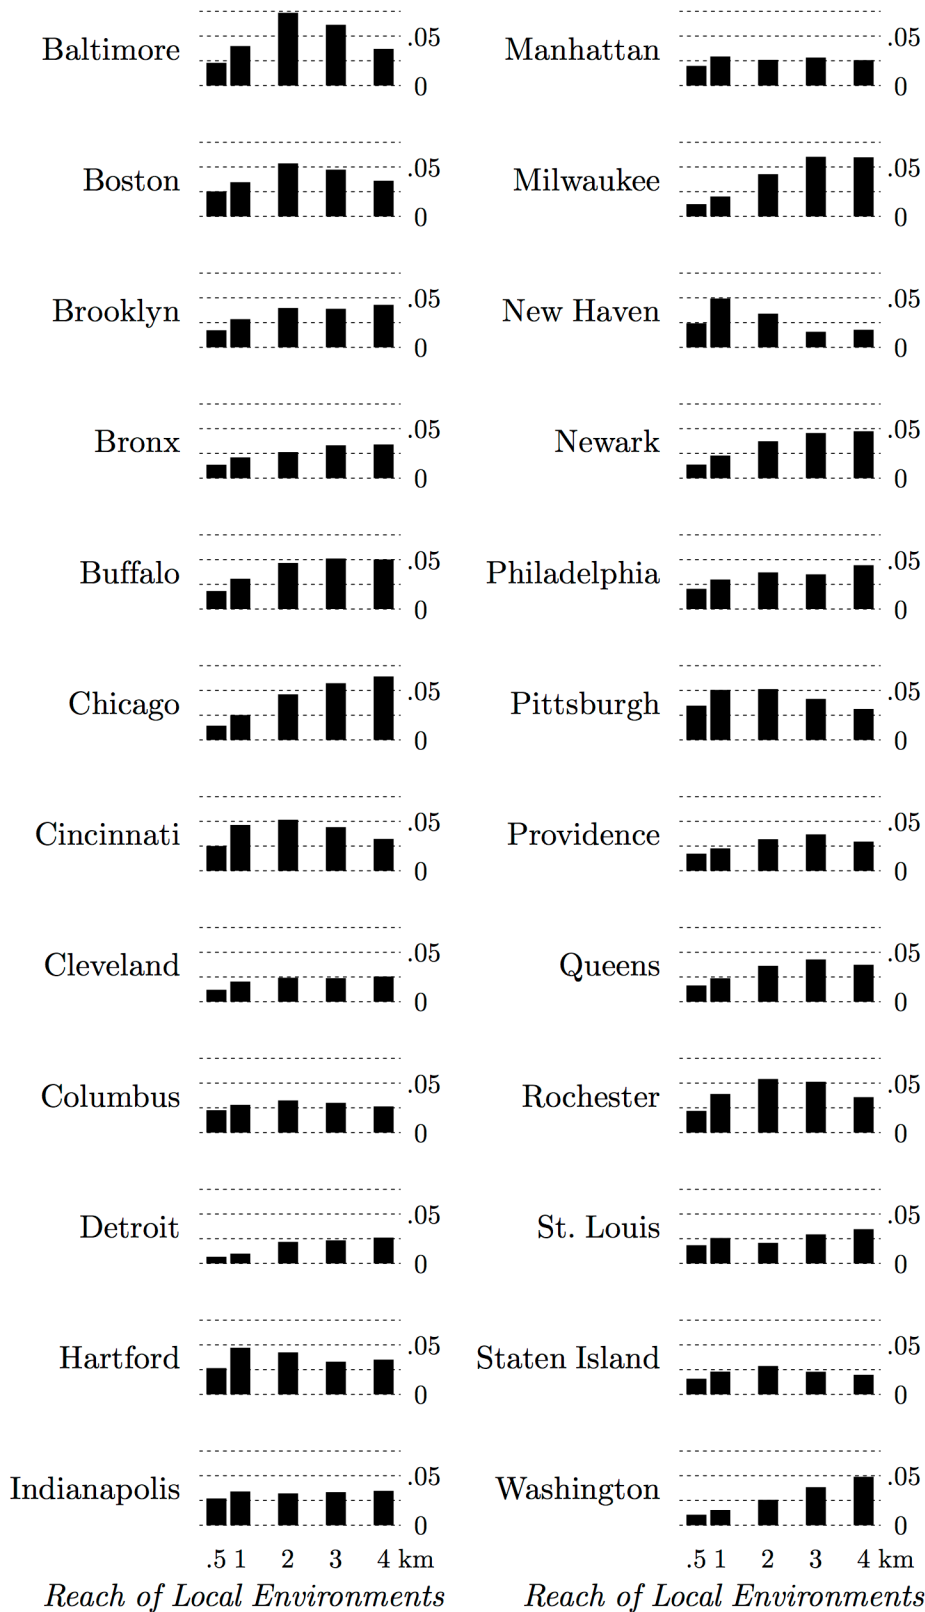 Baltimore .05 0
Manhattan .05 0
Boston .05 0
Milwaukee .05 0
Brooklyn .05 0
New Haven .05 0
Bronx .05 0
Newark .05 0
Buffalo .05 0
Philadelphia .05 0
Chicago .05 0
Pittsburgh .05 0
Cincinnati .05 0
Providence .05 0
Cleveland .05 0
Queens .05 0
Columbus .05 0
Rochester .05 0
Detroit .05 0
St. Louis .05 0
Hartford .05 0
Staten Island .05 0
Indianapolis .05 0
Washington .05 0
.5 1 2 3 4 km
.5 1 2 3 4 km
Reach of Local Environments
Reach of Local Environments